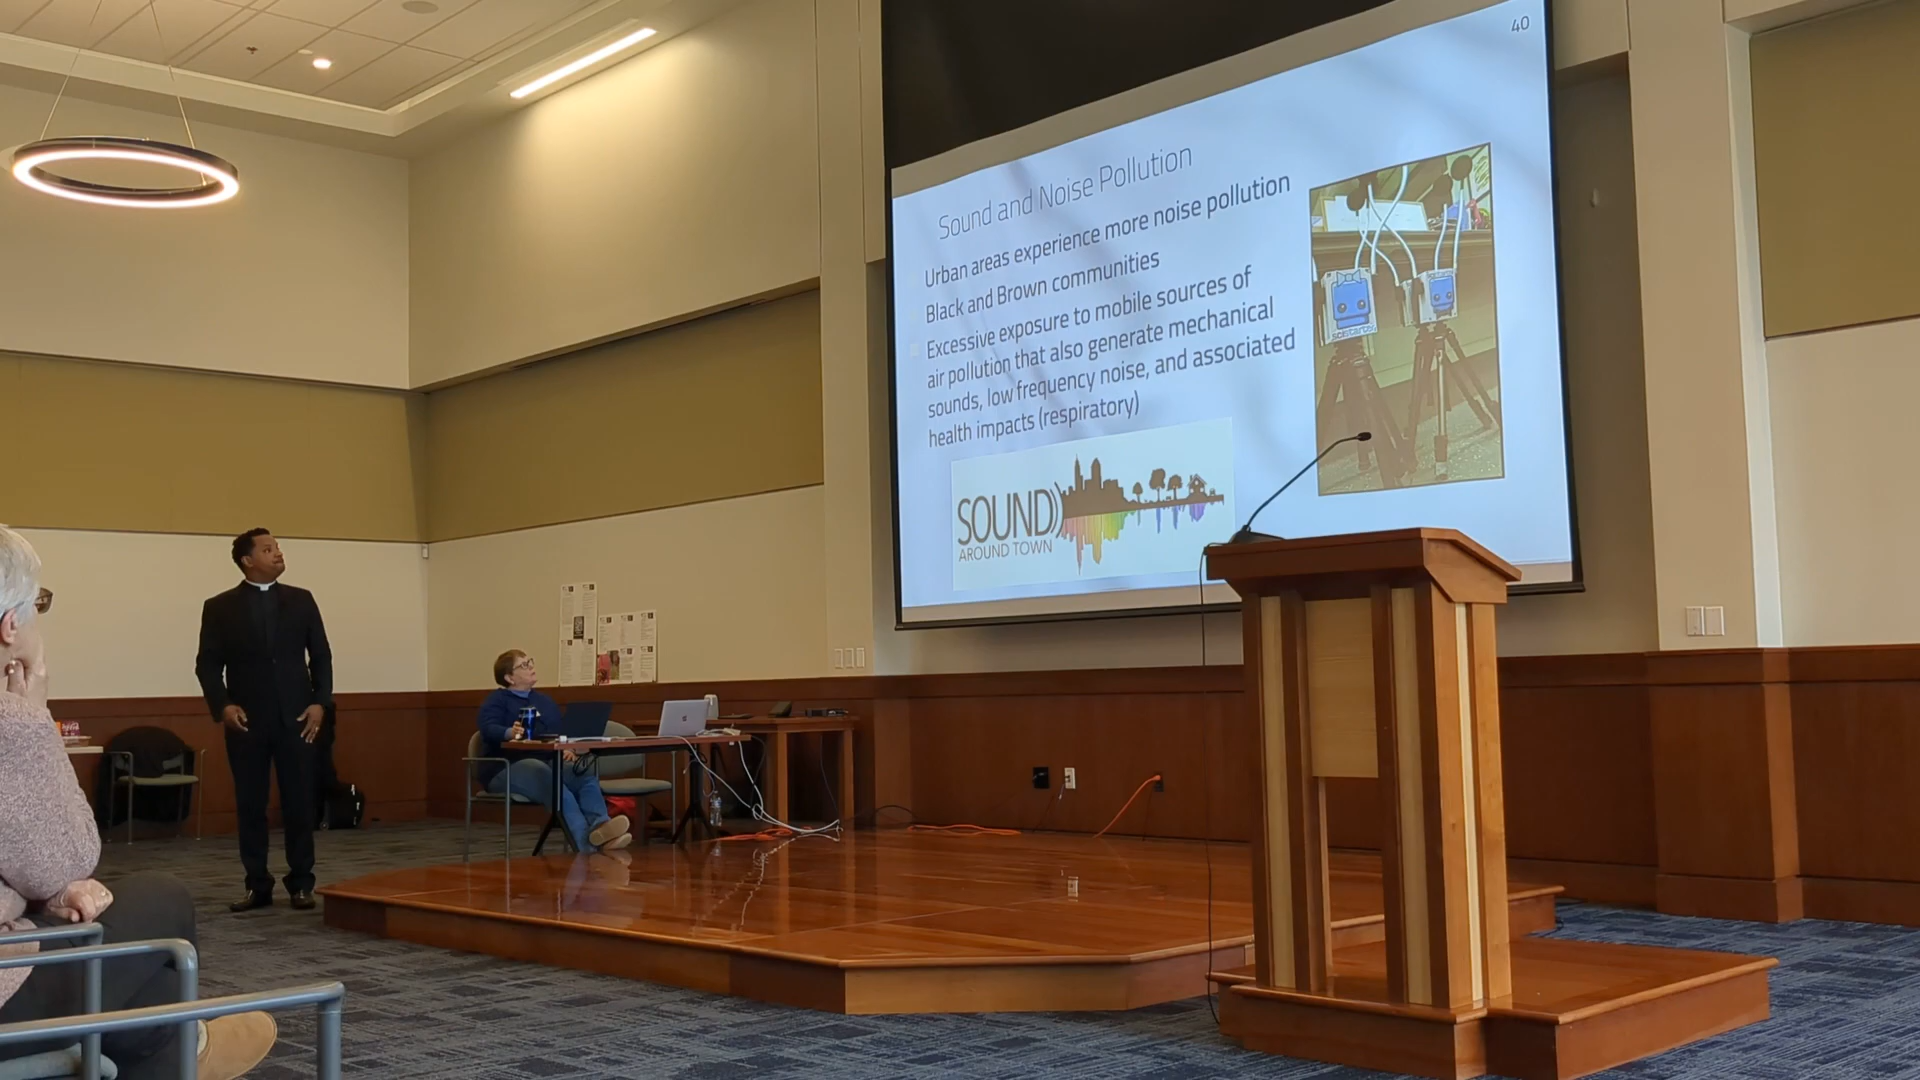 40
Sound and Noise Pollution
Urban areas experience more noise pollution
Black and Brown communities
Excessive exposure to mobile sources of
air pollution that also generate mechanical
sounds, low frequency noise, and associated
health impacts (respiratory)
SOUND
AROUND TOWN